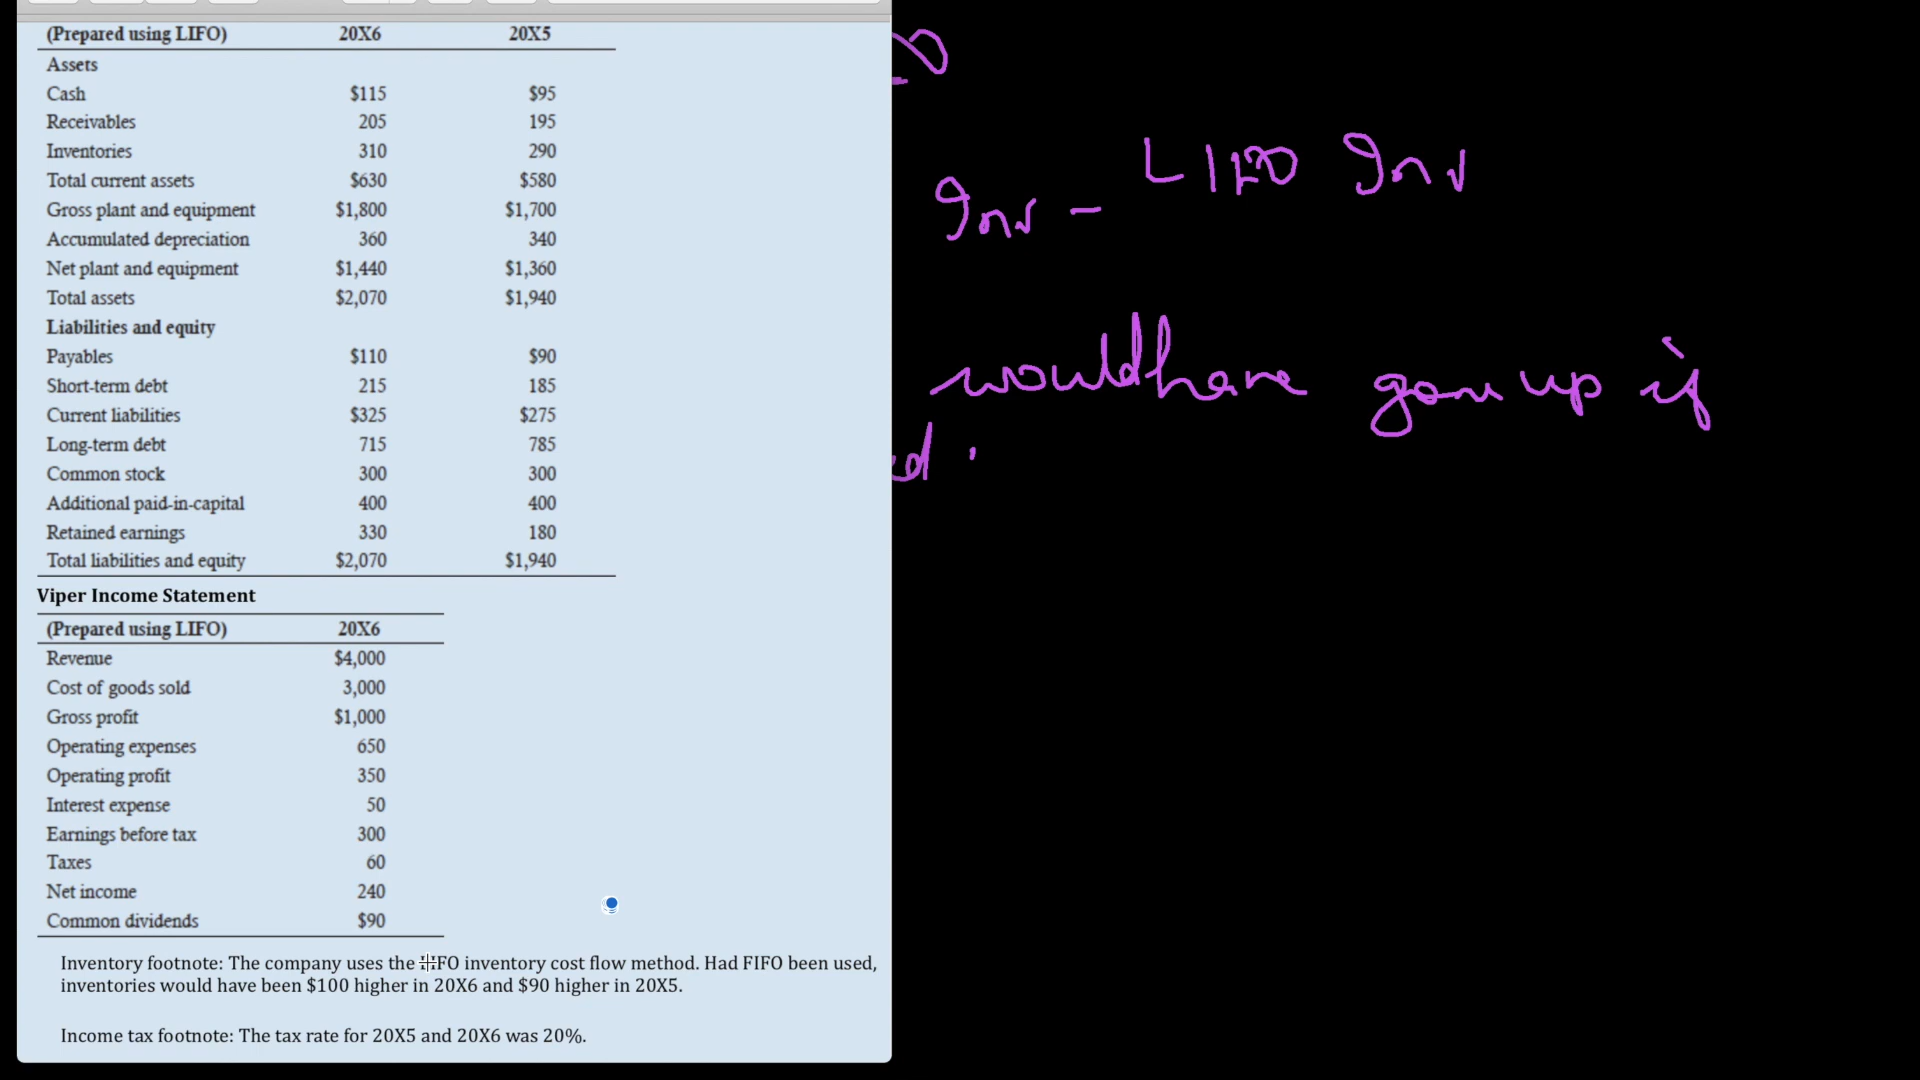 (Prepared using LIFO) 20X6 20X5
Assets
Cash $115 $95
Receivables 205 195
Inventories 310 290
Total current assets $630 $580
Gross plant and equipment $1,800 $1,700
Accumulated depreciation 360 340
Net plant and equipment $1,440 $1,360
Total assets $2,070 $1,940
Liabilities and equity
Payables $110 $90
Short-term debt 215 185
Current liabilities $325 $275
Long-term debt 715 785
Common stock 300 300
Additional paid-in-capital 400 400
Retained earnings 330 180
Total liabilities and equity $2,070 $1,940
Viper Income Statement
(Prepared using LIFO) 20X6
Revenue $4,000
Cost of goods sold 3,000
Gross profit $1,000
Operating expenses 650
Operating profit 350
Interest expense 50
Earnings before tax 300
Taxes 60
Net income 240
Common dividends $90
Inventory footnote: The company uses the LIFO inventory cost flow method. Had FIFO been used,
inventories would have been $100 higher in 20X6 and $90 higher in 20X5.
Income tax footnote: The tax rate for 20X5 and 20X6 was 20%.
Inv - LIFO Inv
would have gone up if